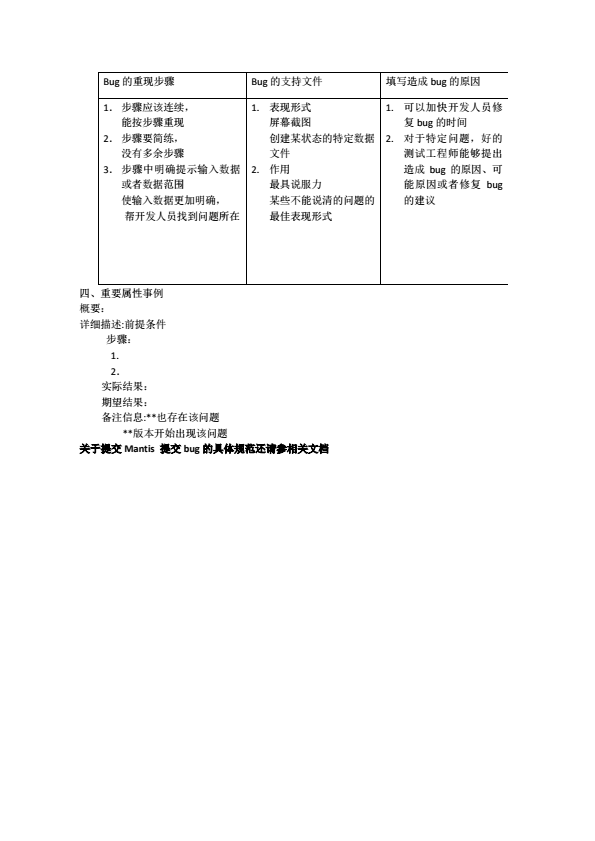 Bug 的重现步骤
Bug 的支持文件
填写造成 bug 的原因
1. 步骤应该连续，
能按步骤重现
2. 步骤要简练，
没有多余步骤
3. 步骤中明确提示输入数据
或者数据范围
使输入数据更加明确，
帮开发人员找到问题所在
1. 表现形式
屏幕截图
创建某状态的特定数据
文件
2. 作用
最具说服力
某些不能说清的问题的
最佳表现形式
1. 可以加快开发人员修
复 bug 的时间
2. 对于特定问题，好的
测试工程师能够提出
造成 bug 的原因、可
能原因或者修复 bug
的建议
四、重要属性事例
概要：
详细描述:前提条件
步骤：
1.
2.
实际结果：
期望结果：
备注信息:**也存在该问题
**版本开始出现该问题
关于提交 Mantis 提交 bug 的具体规范还请参相关文档